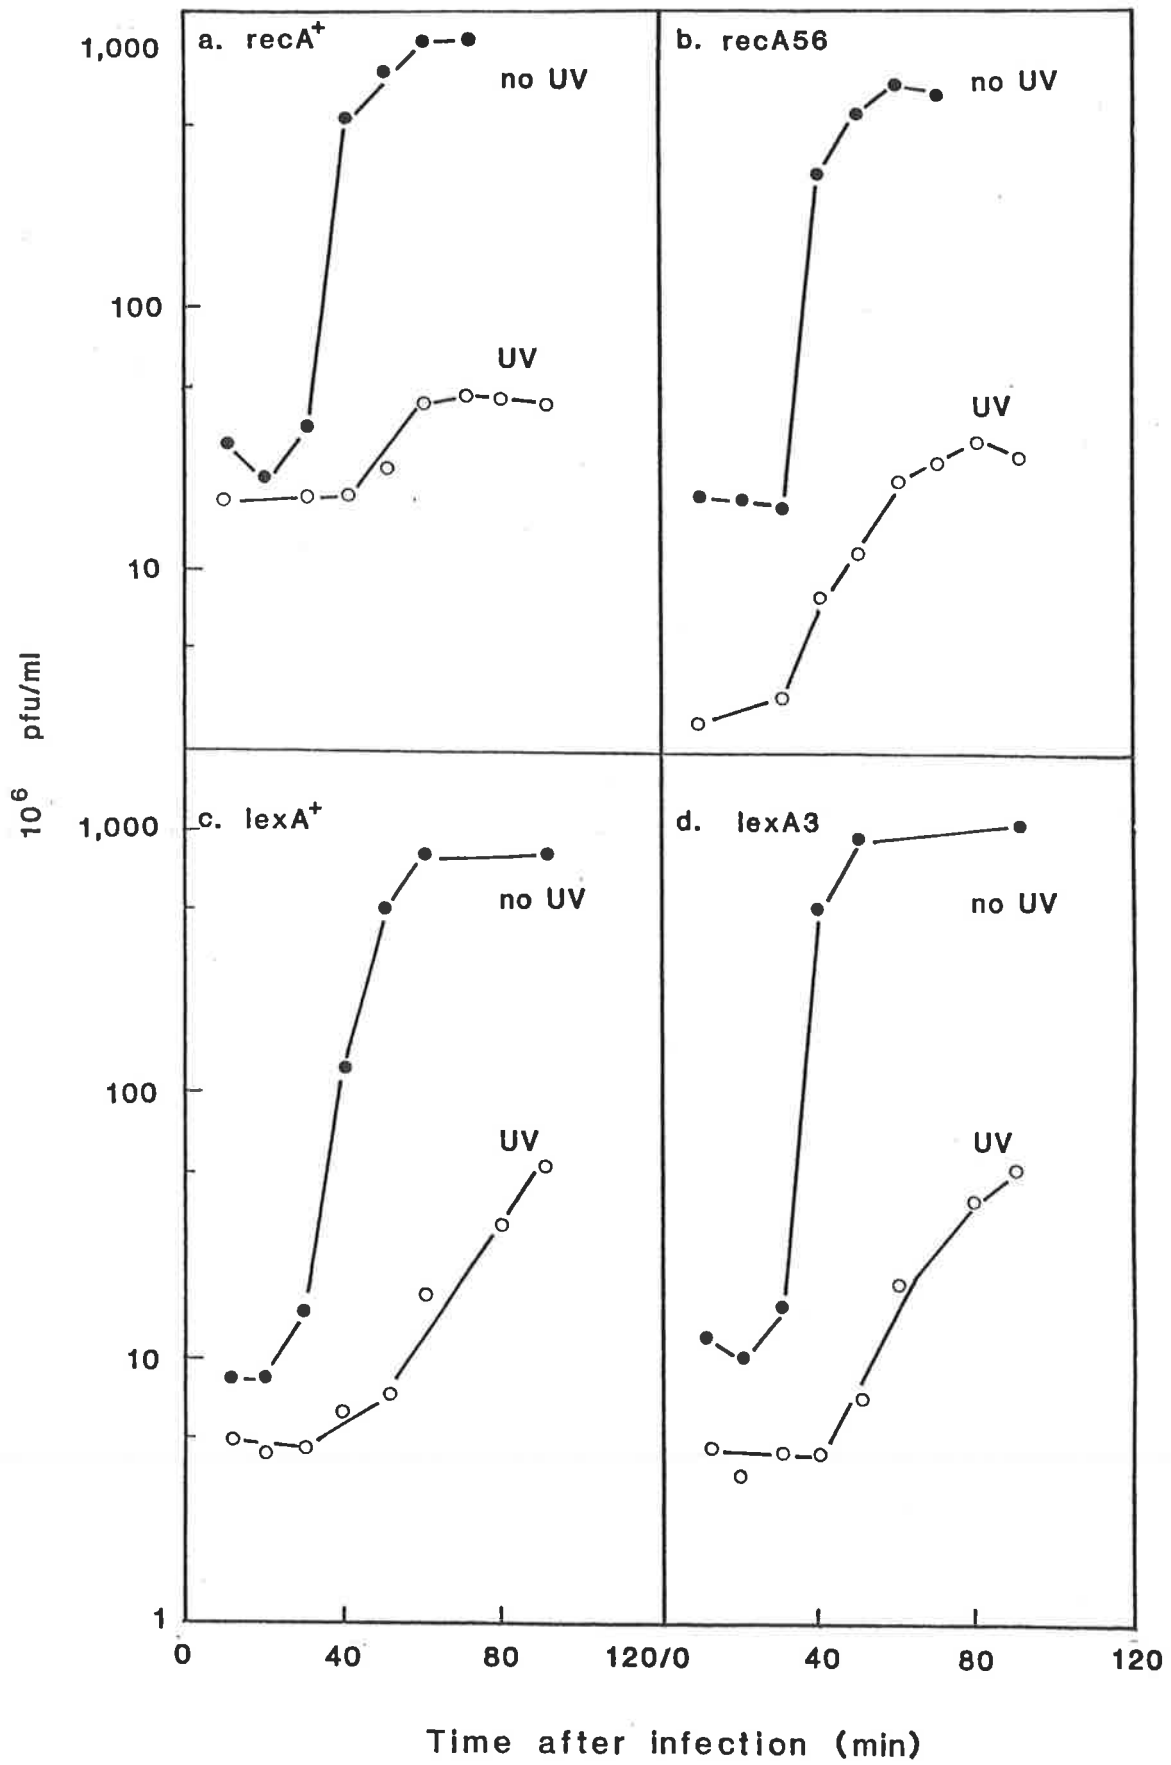 a. recA+
1,000
no UV
100
UV
10
b. recA56
no UV
UV
10⁶ pfu/ml
c. lexA+
1,000
no UV
100
UV
10
1
d. lexA3
no UV
UV
0 40 80 120/0 40 80 120
Time after infection (min)